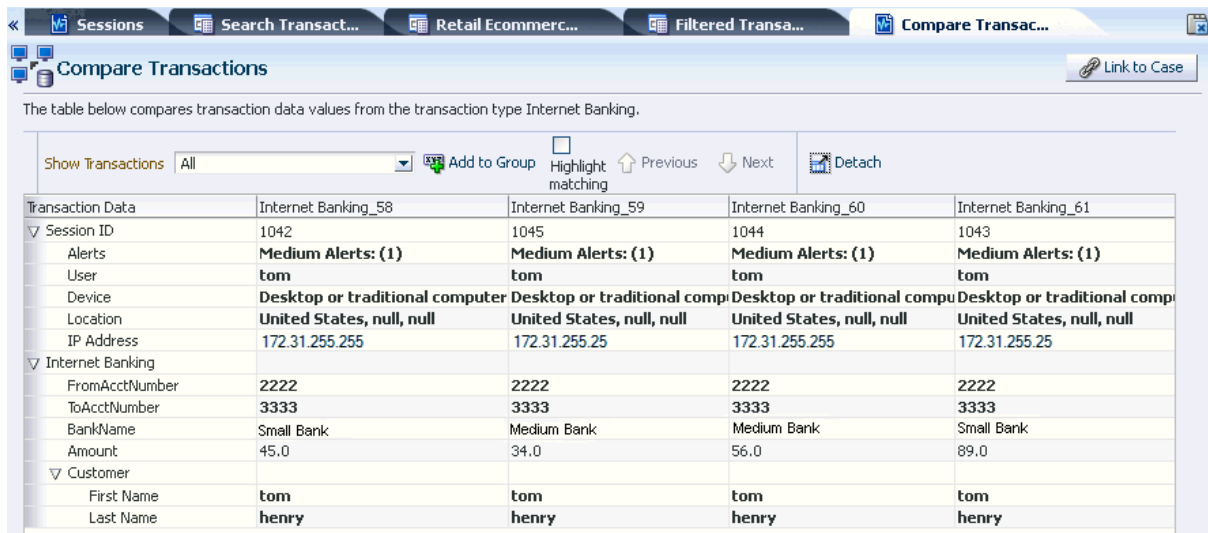 « Sessions Search Transact... Retail Ecommerc... Filtered Transa... Compare Transac...
Compare Transactions Link to Case
The table below compares transaction data values from the transaction type Internet Banking.
Show Transactions All Add to Group Highlight matching Previous Next Detach
Transaction Data Internet Banking_58 Internet Banking_59 Internet Banking_60 Internet Banking_61
Session ID 1042 1045 1044 1043
Alerts Medium Alerts: (1) Medium Alerts: (1) Medium Alerts: (1) Medium Alerts: (1)
User tom tom tom tom
Device Desktop or traditional computer Desktop or traditional comp Desktop or traditional compu Desktop or traditional comp
Location United States, null, null United States, null, null United States, null, null United States, null, null
IP Address 172.31.255.255 172.31.255.25 172.31.255.255 172.31.255.25
Internet Banking
FromAcctNumber 2222 2222 2222 2222
ToAcctNumber 3333 3333 3333 3333
BankName Small Bank Medium Bank Medium Bank Small Bank
Amount 45.0 34.0 56.0 89.0
Customer
First Name tom tom tom tom
Last Name henry henry henry henry